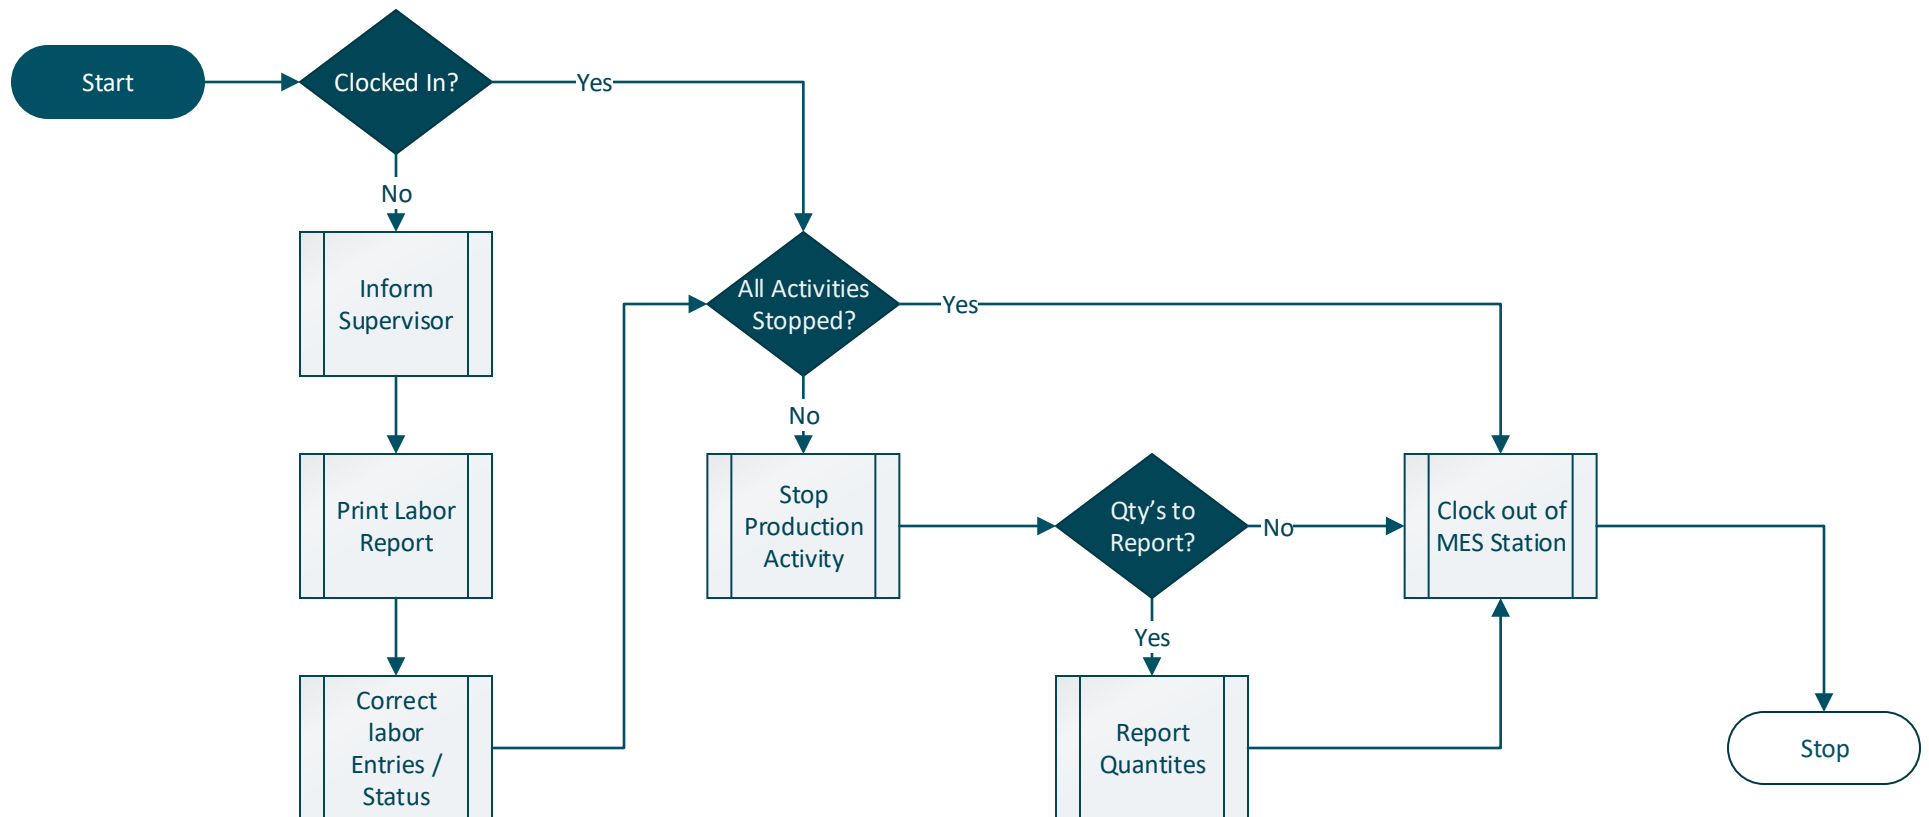 Start
Clocked In?
Yes
No
Inform
Supervisor
All Activities
Stopped?
Yes
No
Print Labor
Report
Stop
Production
Activity
Qty’s to
Report?
No
Clock out of
MES Station
Yes
Correct
labor
Entries /
Status
Report
Quantites
Stop